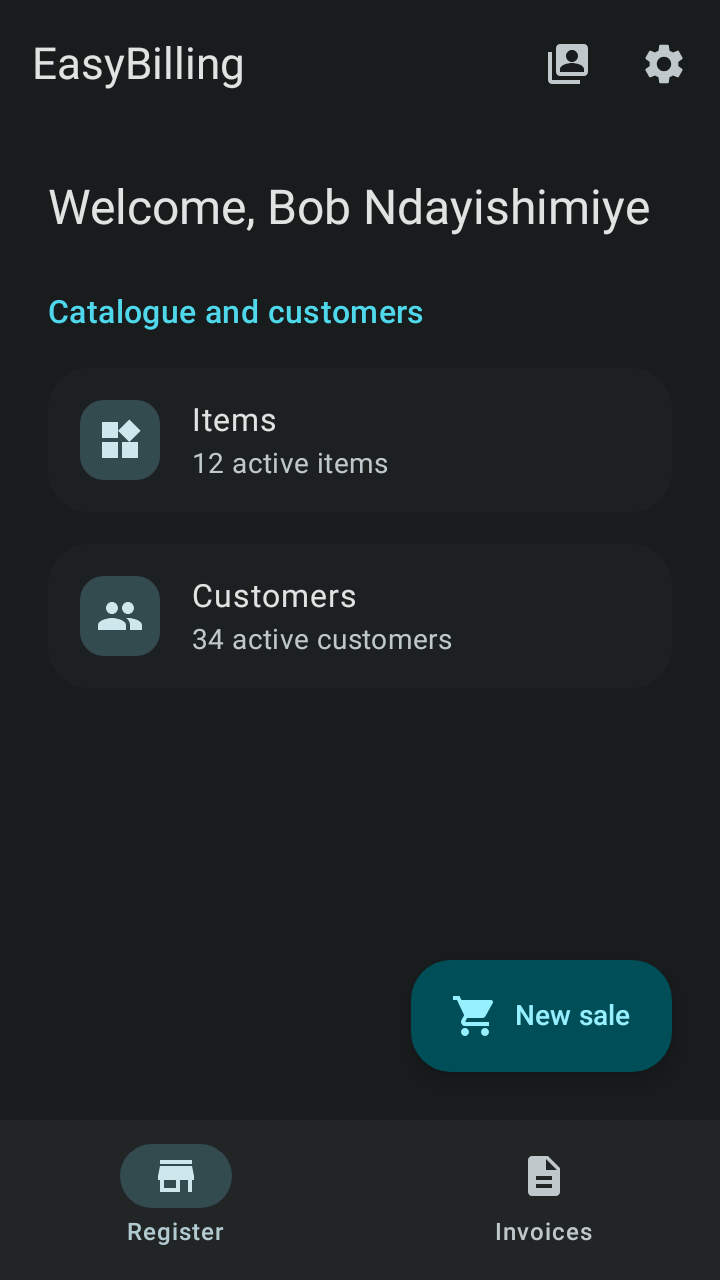 EasyBilling
Welcome, Bob Ndayishimiye
Catalogue and customers
Items
12 active items
Customers
34 active customers
New sale
Register
Invoices